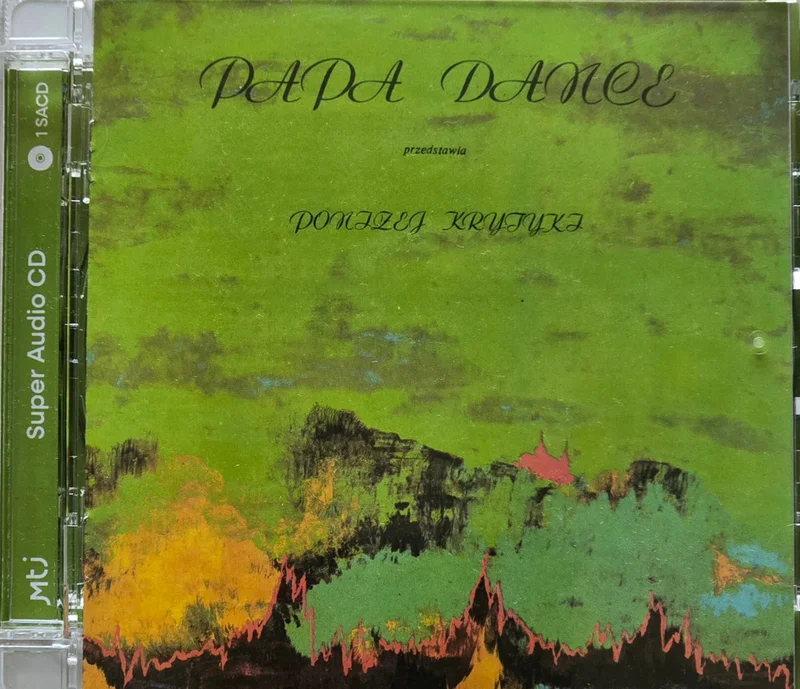 PAPA DANCE
przedstawia
PONIŻEJ KRYTYKI
1 SACD
Super Audio CD
Mtj